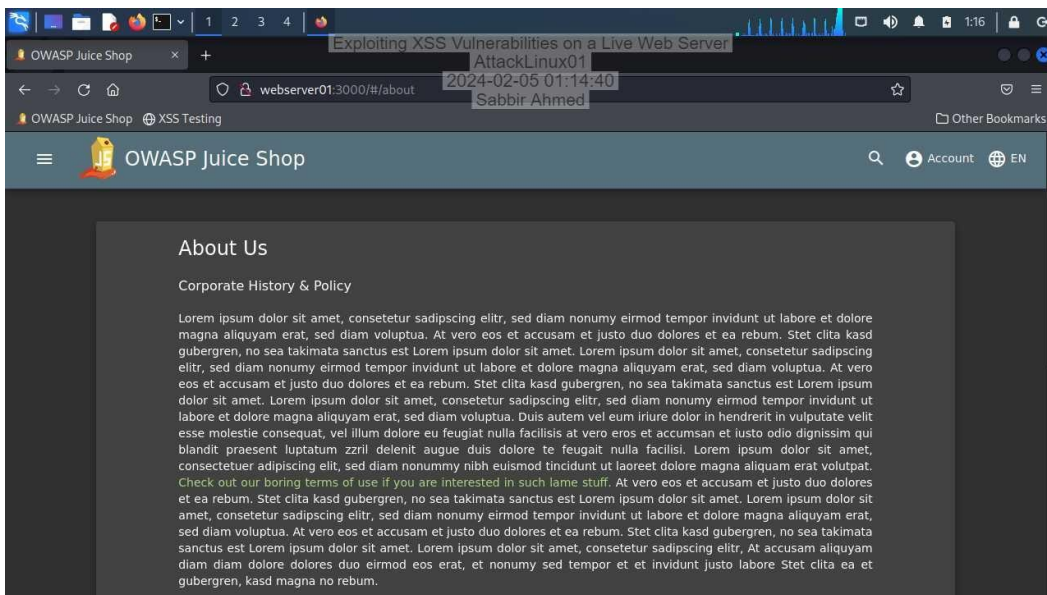 1 2 3 4
1:16
Exploiting XSS Vulnerabilities on a Live Web Server
AttackLinux01
2024-02-05 01:14:40
Sabbir Ahmed
OWASP Juice Shop × +
webserver01:3000/#/about
OWASP Juice Shop XSS Testing Other Bookmarks
OWASP Juice Shop Account EN
About Us
Corporate History & Policy
Lorem ipsum dolor sit amet, consetetur sadipscing elitr, sed diam nonumy eirmod tempor invidunt ut labore et dolore
magna aliquyam erat, sed diam voluptua. At vero eos et accusam et justo duo dolores et ea rebum. Stet clita kasd
gubergren, no sea takimata sanctus est Lorem ipsum dolor sit amet. Lorem ipsum dolor sit amet, consetetur sadipscing
elitr, sed diam nonumy eirmod tempor invidunt ut labore et dolore magna aliquyam erat, sed diam voluptua. At vero
eos et accusam et justo duo dolores et ea rebum. Stet clita kasd gubergren, no sea takimata sanctus est Lorem ipsum
dolor sit amet. Lorem ipsum dolor sit amet, consetetur sadipscing elitr, sed diam nonumy eirmod tempor invidunt ut
labore et dolore magna aliquyam erat, sed diam voluptua. Duis autem vel eum iriure dolor in hendrerit in vulputate velit
esse molestie consequat, vel illum dolore eu feugiat nulla facilisis at vero eros et accumsan et iusto odio dignissim qui
blandit praesent luptatum zzril delenit augue duis dolore te feugait nulla facilisi. Lorem ipsum dolor sit amet,
consectetuer adipiscing elit, sed diam nonummy nibh euismod tincidunt ut laoreet dolore magna aliquam erat volutpat.
Check out our boring terms of use if you are interested in such lame stuff. At vero eos et accusam et justo duo dolores
et ea rebum. Stet clita kasd gubergren, no sea takimata sanctus est Lorem ipsum dolor sit amet. Lorem ipsum dolor sit
amet, consetetur sadipscing elitr, sed diam nonumy eirmod tempor invidunt ut labore et dolore magna aliquyam erat,
sed diam voluptua. At vero eos et accusam et justo duo dolores et ea rebum. Stet clita kasd gubergren, no sea takimata
sanctus est Lorem ipsum dolor sit amet. Lorem ipsum dolor sit amet, consetetur sadipscing elitr, At accusam aliquyam
diam diam dolore dolores duo eirmod eos erat, et nonumy sed tempor et et invidunt justo labore Stet clita ea et
gubergren, kasd magna no rebum.